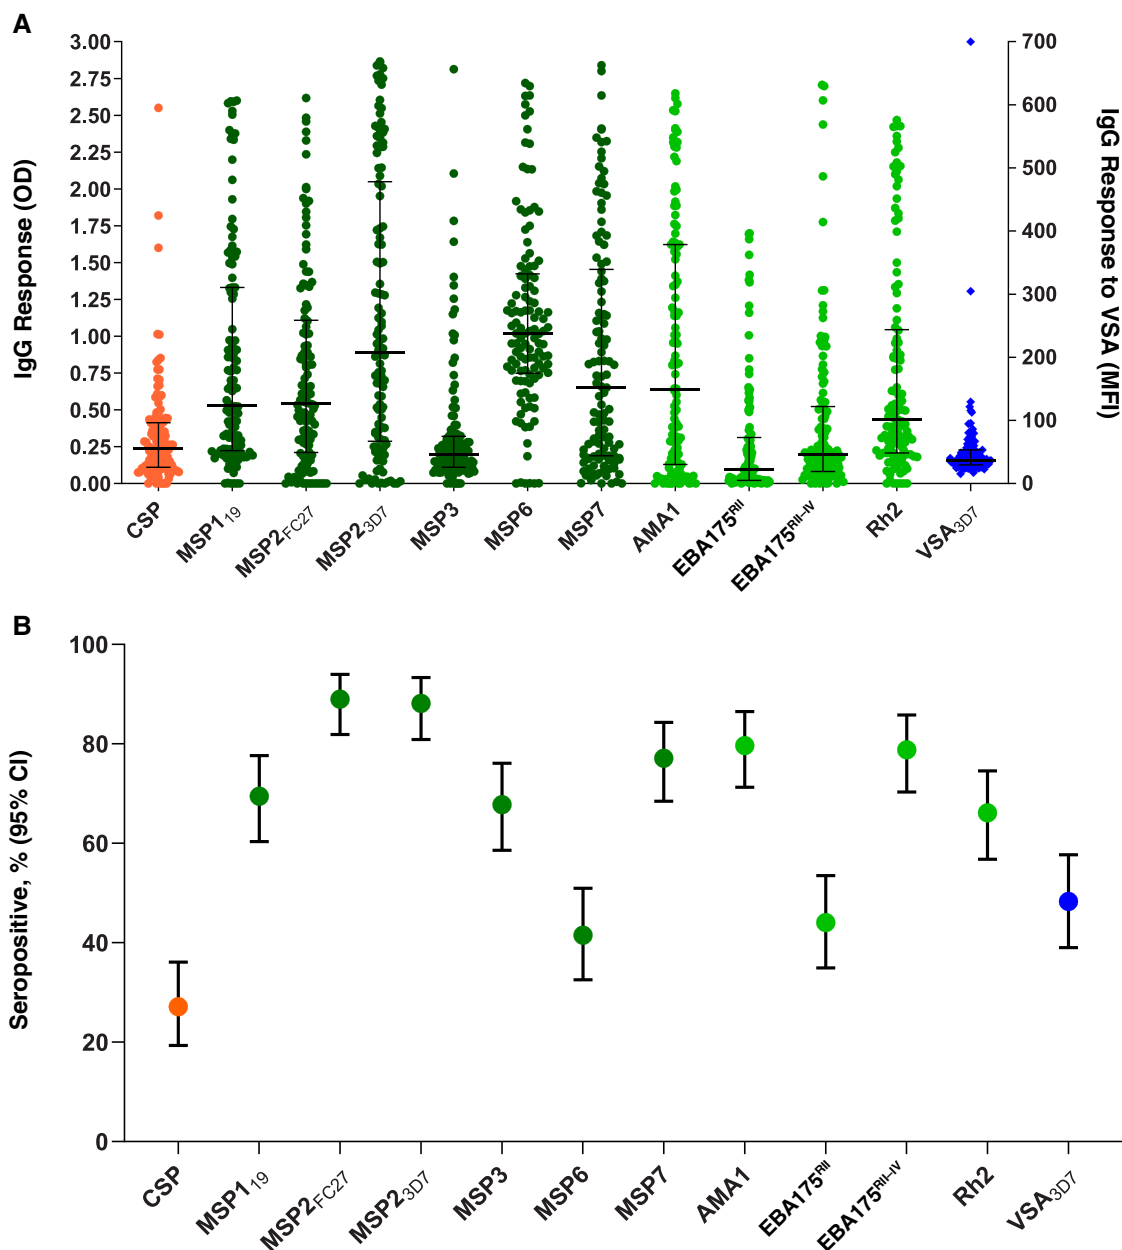 A
IgG Response (OD)
3.00
2.75
2.50
2.25
2.00
1.75
1.50
1.25
1.00
0.75
0.50
0.25
0.00
700
600
500
400
300
200
100
0
IgG Response to VSA (MFI)
CSP
MSP1₁₉
MSP2FC27
MSP23D7
MSP3
MSP6
MSP7
AMA1
EBA175RII
EBA175RII–IV
Rh2
VSA3D7
B
Seropositive, % (95% CI)
100
80
60
40
20
0
CSP
MSP1₁₉
MSP2FC27
MSP23D7
MSP3
MSP6
MSP7
AMA1
EBA175RII
EBA175RII–IV
Rh2
VSA3D7